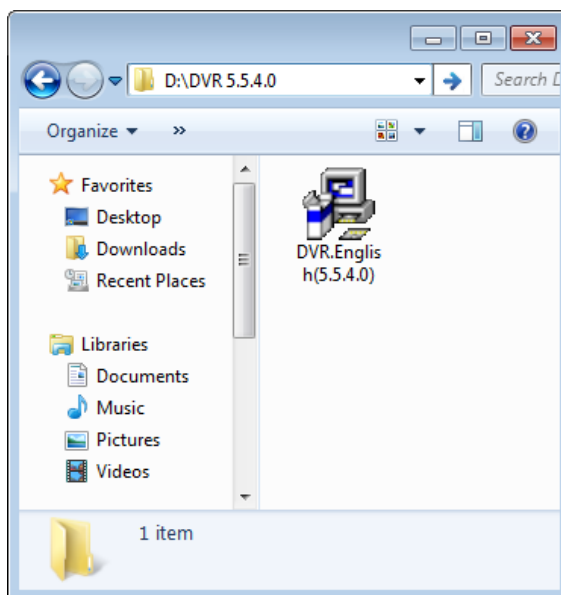 D:\DVR 5.5.4.0
Search D
Organize
»
Favorites
Desktop
Downloads
Recent Places
Libraries
Documents
Music
Pictures
Videos
DVR.Englis
h(5.5.4.0)
1 item